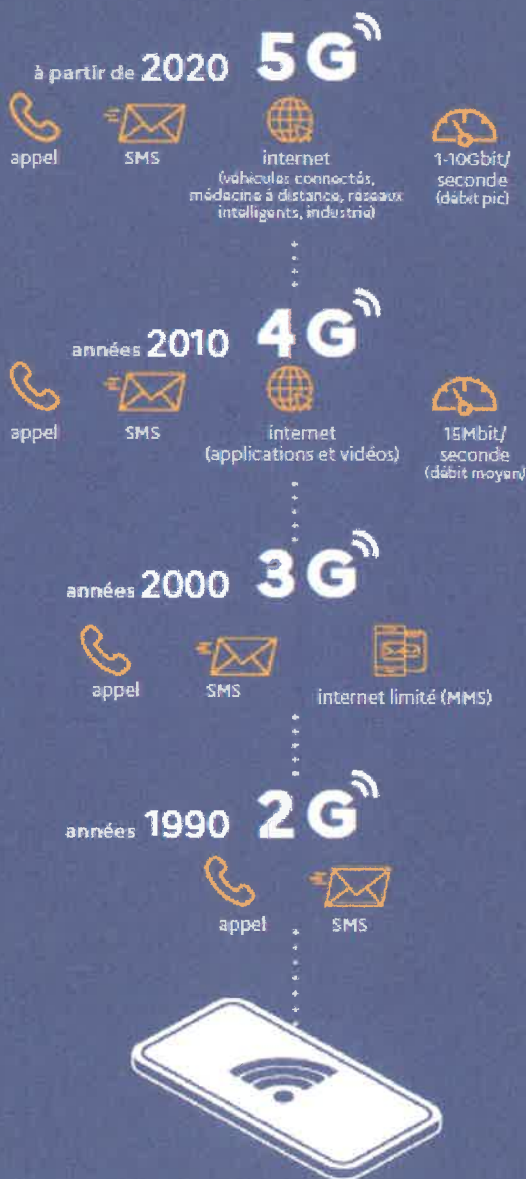 à partir de 2020 5G
appel
SMS
internet
(véhicules connectés,
médecine à distance, réseaux
intelligents, industrie)
1-10Gbit/
seconde
(débit pic)
années 2010 4G
appel
SMS
internet
(applications et vidéos)
15Mbit/
seconde
(débit moyen)
années 2000 3G
appel
SMS
internet limité (MMS)
années 1990 2G
appel
SMS